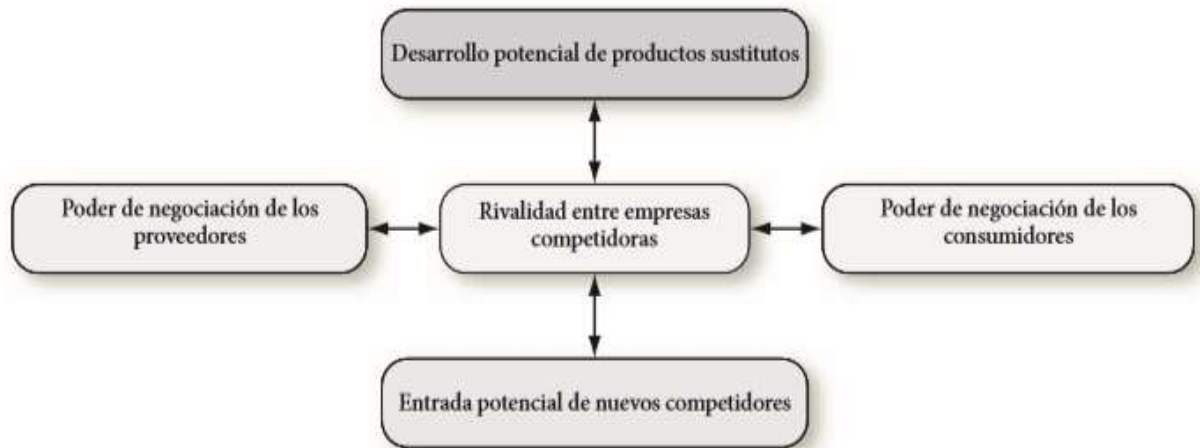 Desarrollo potencial de productos sustitutos
Poder de negociación de los
proveedores
Rivalidad entre empresas
competidoras
Poder de negociación de los
consumidores
Entrada potencial de nuevos competidores